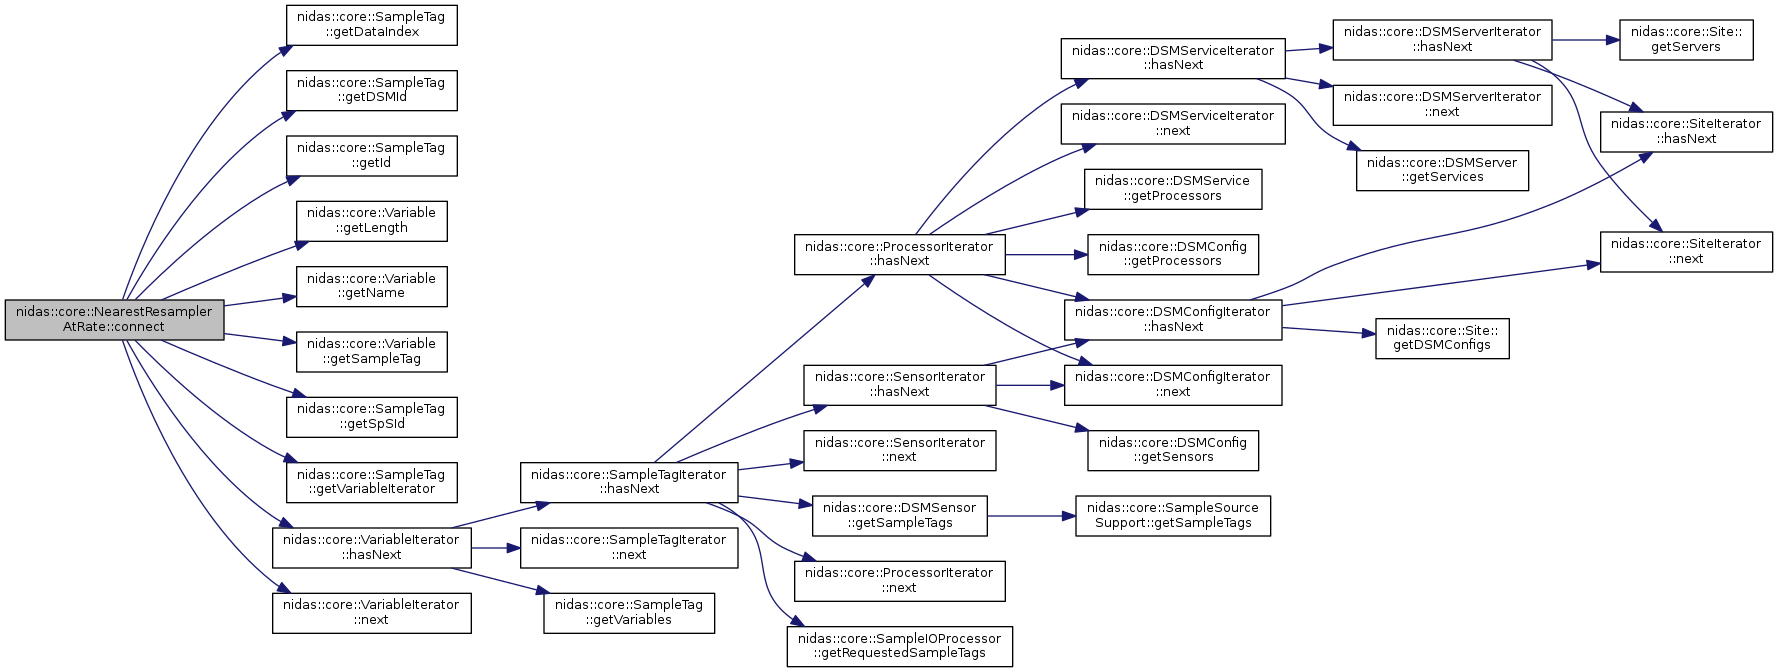 nidas::core::NearestResampler
AtRate::connect
nidas::core::SampleTag
::getDataIndex
nidas::core::SampleTag
::getDSMId
nidas::core::SampleTag
::getId
nidas::core::Variable
::getLength
nidas::core::Variable
::getName
nidas::core::Variable
::getSampleTag
nidas::core::SampleTag
::getSpSId
nidas::core::SampleTag
::getVariableIterator
nidas::core::VariableIterator
::hasNext
nidas::core::VariableIterator
::next
nidas::core::SampleTagIterator
::hasNext
nidas::core::SampleTagIterator
::next
nidas::core::SampleTag
::getVariables
nidas::core::ProcessorIterator
::hasNext
nidas::core::SensorIterator
::hasNext
nidas::core::SensorIterator
::next
nidas::core::DSMSensor
::getSampleTags
nidas::core::ProcessorIterator
::next
nidas::core::SampleIOProcessor
::getRequestedSampleTags
nidas::core::DSMServiceIterator
::hasNext
nidas::core::DSMServiceIterator
::next
nidas::core::DSMService
::getProcessors
nidas::core::DSMConfig
::getProcessors
nidas::core::DSMConfigIterator
::hasNext
nidas::core::DSMConfigIterator
::next
nidas::core::DSMConfig
::getSensors
nidas::core::SampleSource
Support::getSampleTags
nidas::core::DSMServerIterator
::hasNext
nidas::core::DSMServerIterator
::next
nidas::core::DSMServer
::getServices
nidas::core::Site::
getDSMConfigs
nidas::core::Site::
getServers
nidas::core::SiteIterator
::hasNext
nidas::core::SiteIterator
::next